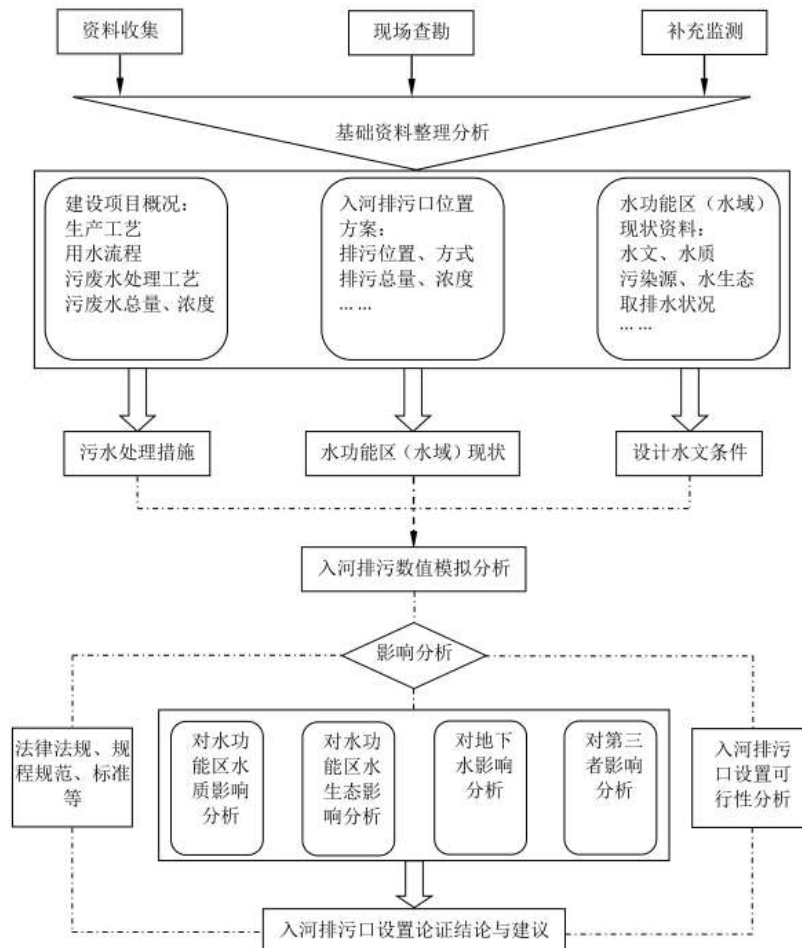 资料收集
现场查勘
补充监测
基础资料整理分析
建设项目概况：
生产工艺
用水流程
污废水处理工艺
污废水总量、浓度
入河排污口位置
方案：
排污位置、方式
排污总量、浓度
… …
水功能区（水域）
现状资料：
水文、水质
污染源、水生态
取排水状况
… …
污水处理措施
水功能区（水域）现状
设计水文条件
入河排污数值模拟分析
影响分析
法律法规、规
程规范、标准
等
对水功
能区水
质影响
分析
对水功
能区水
生态影
响分析
对地下
水影响
分析
对第三
者影响
分析
入河排污
口设置可
行性分析
入河排污口设置论证结论与建议